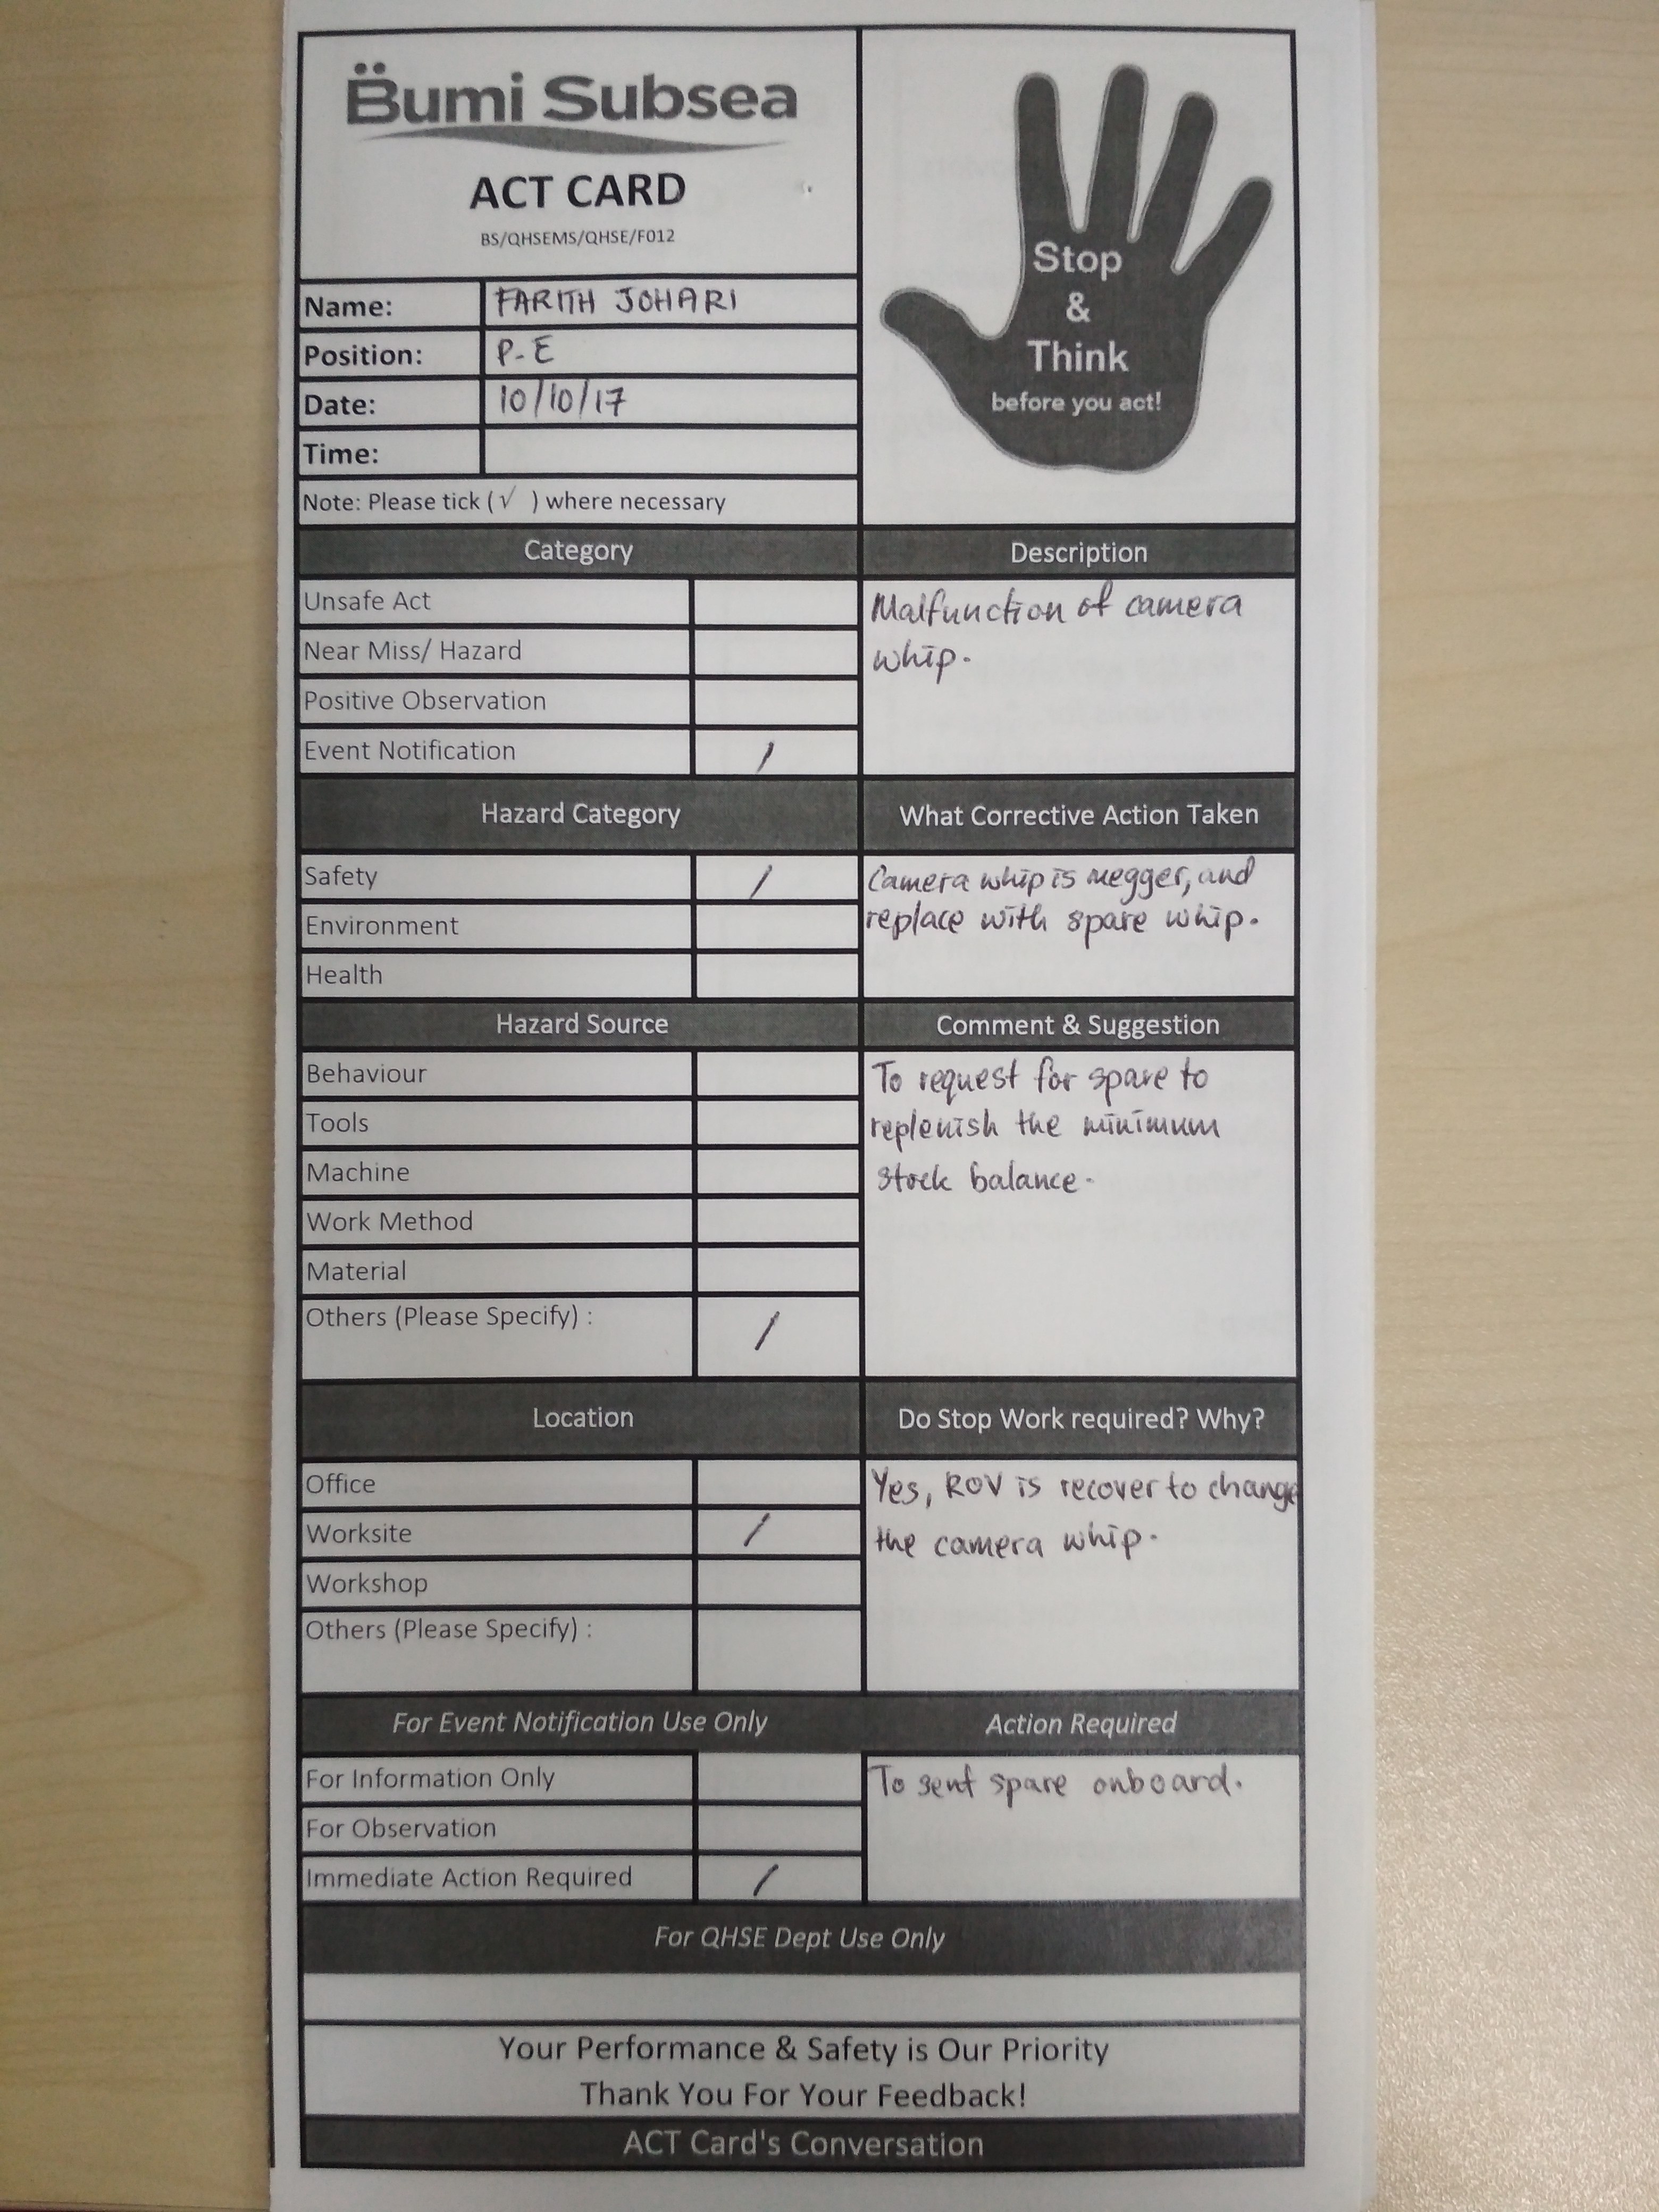 Bumi Subsea
ACT CARD
BS/QHSEMS/QHSE/F012
Stop
&
Think
before you act!
Name: FARITH JOHARI
Position: P-E
Date: 10/10/17
Time:
Note: Please tick (√ ) where necessary
Category
Description
Unsafe Act
Near Miss/ Hazard
Positive Observation
Event Notification /
Malfunction of camera
whip.
Hazard Category
What Corrective Action Taken
Safety /
Environment
Health
Camera whip is megger, and
replace with spare whip.
Hazard Source
Comment & Suggestion
Behaviour
Tools
Machine
Work Method
Material
Others (Please Specify) : /
To request for spare to
replenish the minimum
stock balance.
Location
Do Stop Work required? Why?
Office
Worksite /
Workshop
Others (Please Specify) :
Yes, ROV is recover to change
the camera whip.
For Event Notification Use Only
Action Required
For Information Only
For Observation
Immediate Action Required /
To sent spare onboard.
For QHSE Dept Use Only
Your Performance & Safety is Our Priority
Thank You For Your Feedback!
ACT Card's Conversation